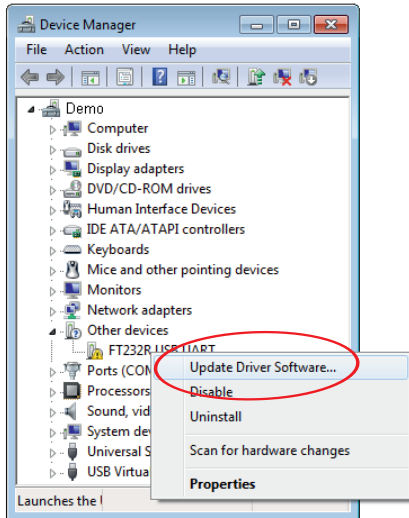 Device Manager
File Action View Help
Demo
Computer
Disk drives
Display adapters
DVD/CD-ROM drives
Human Interface Devices
IDE ATA/ATAPI controllers
Keyboards
Mice and other pointing devices
Monitors
Network adapters
Other devices
FT232R USB UART
Ports (COM
Processors
Sound, vid
System dev
Universal S
USB Virtua
Update Driver Software...
Disable
Uninstall
Scan for hardware changes
Properties
Launches the